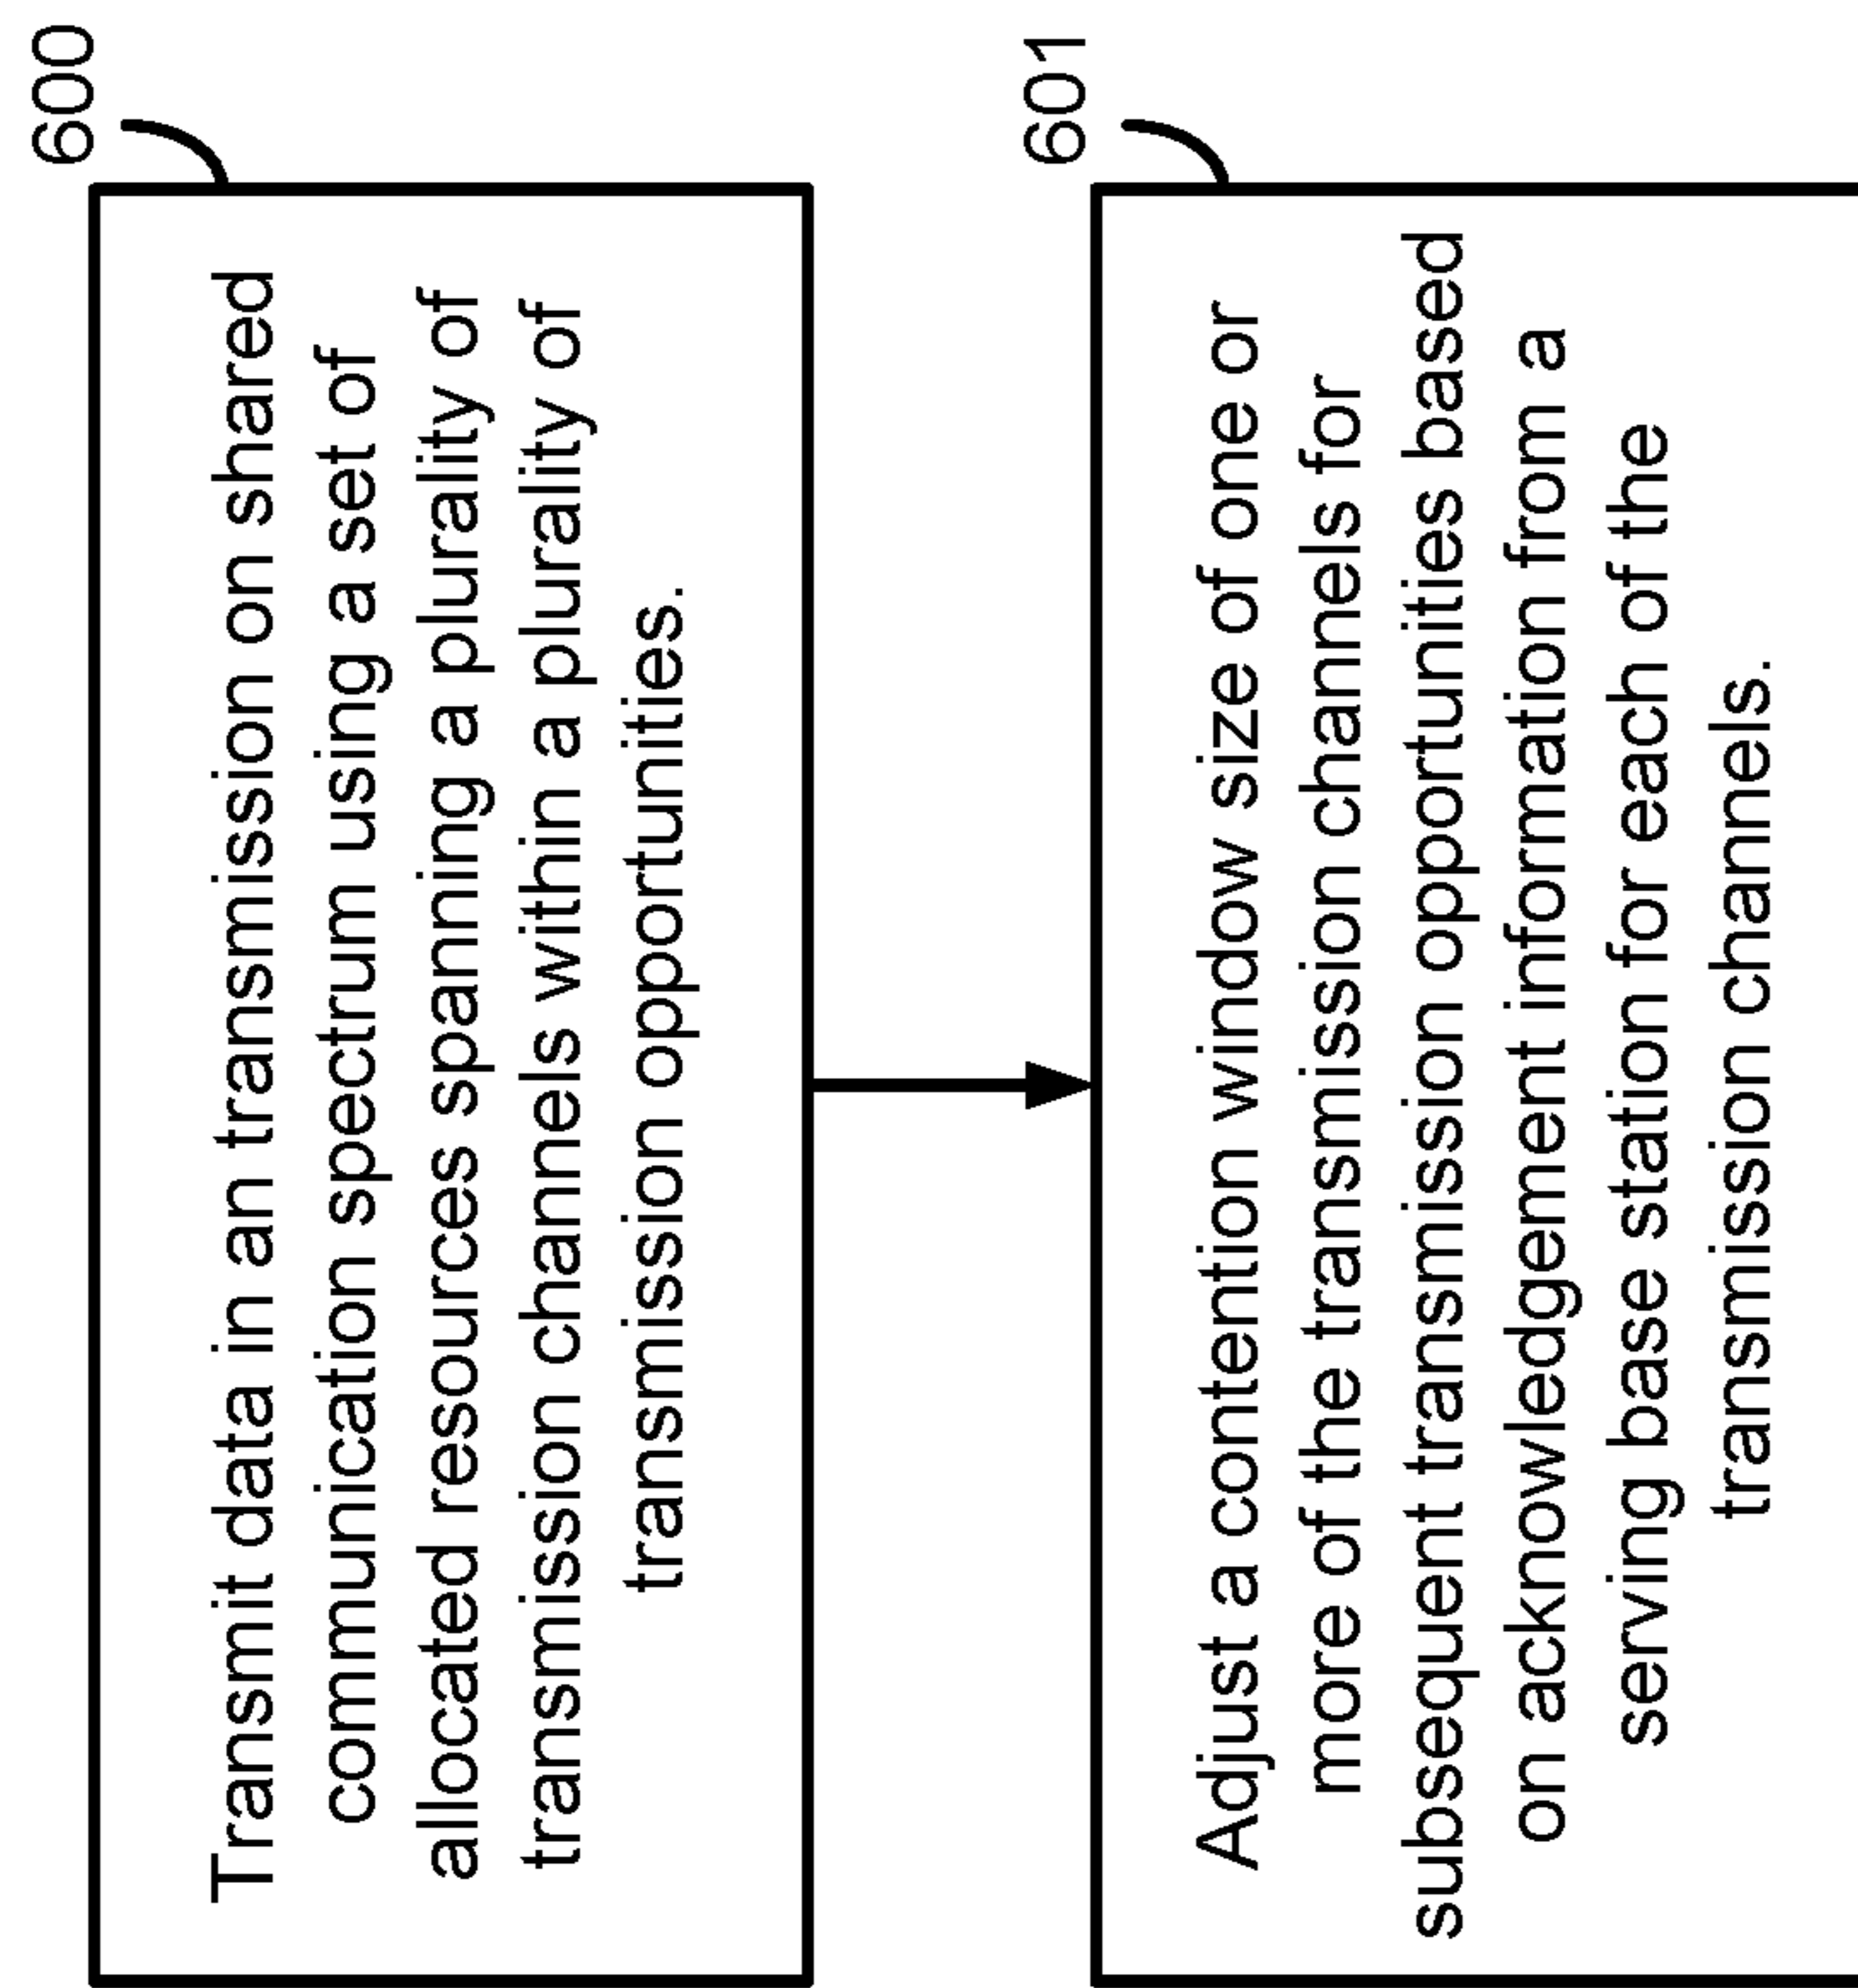 600
Transmit data in an transmission on shared
communication spectrum using a set of
allocated resources spanning a plurality of
transmission channels within a plurality of
transmission opportunities.
601
Adjust a contention window size of one or
more of the transmission channels for
subsequent transmission opportunities based
on acknowledgement information from a
serving base station for each of the
transmission channels.